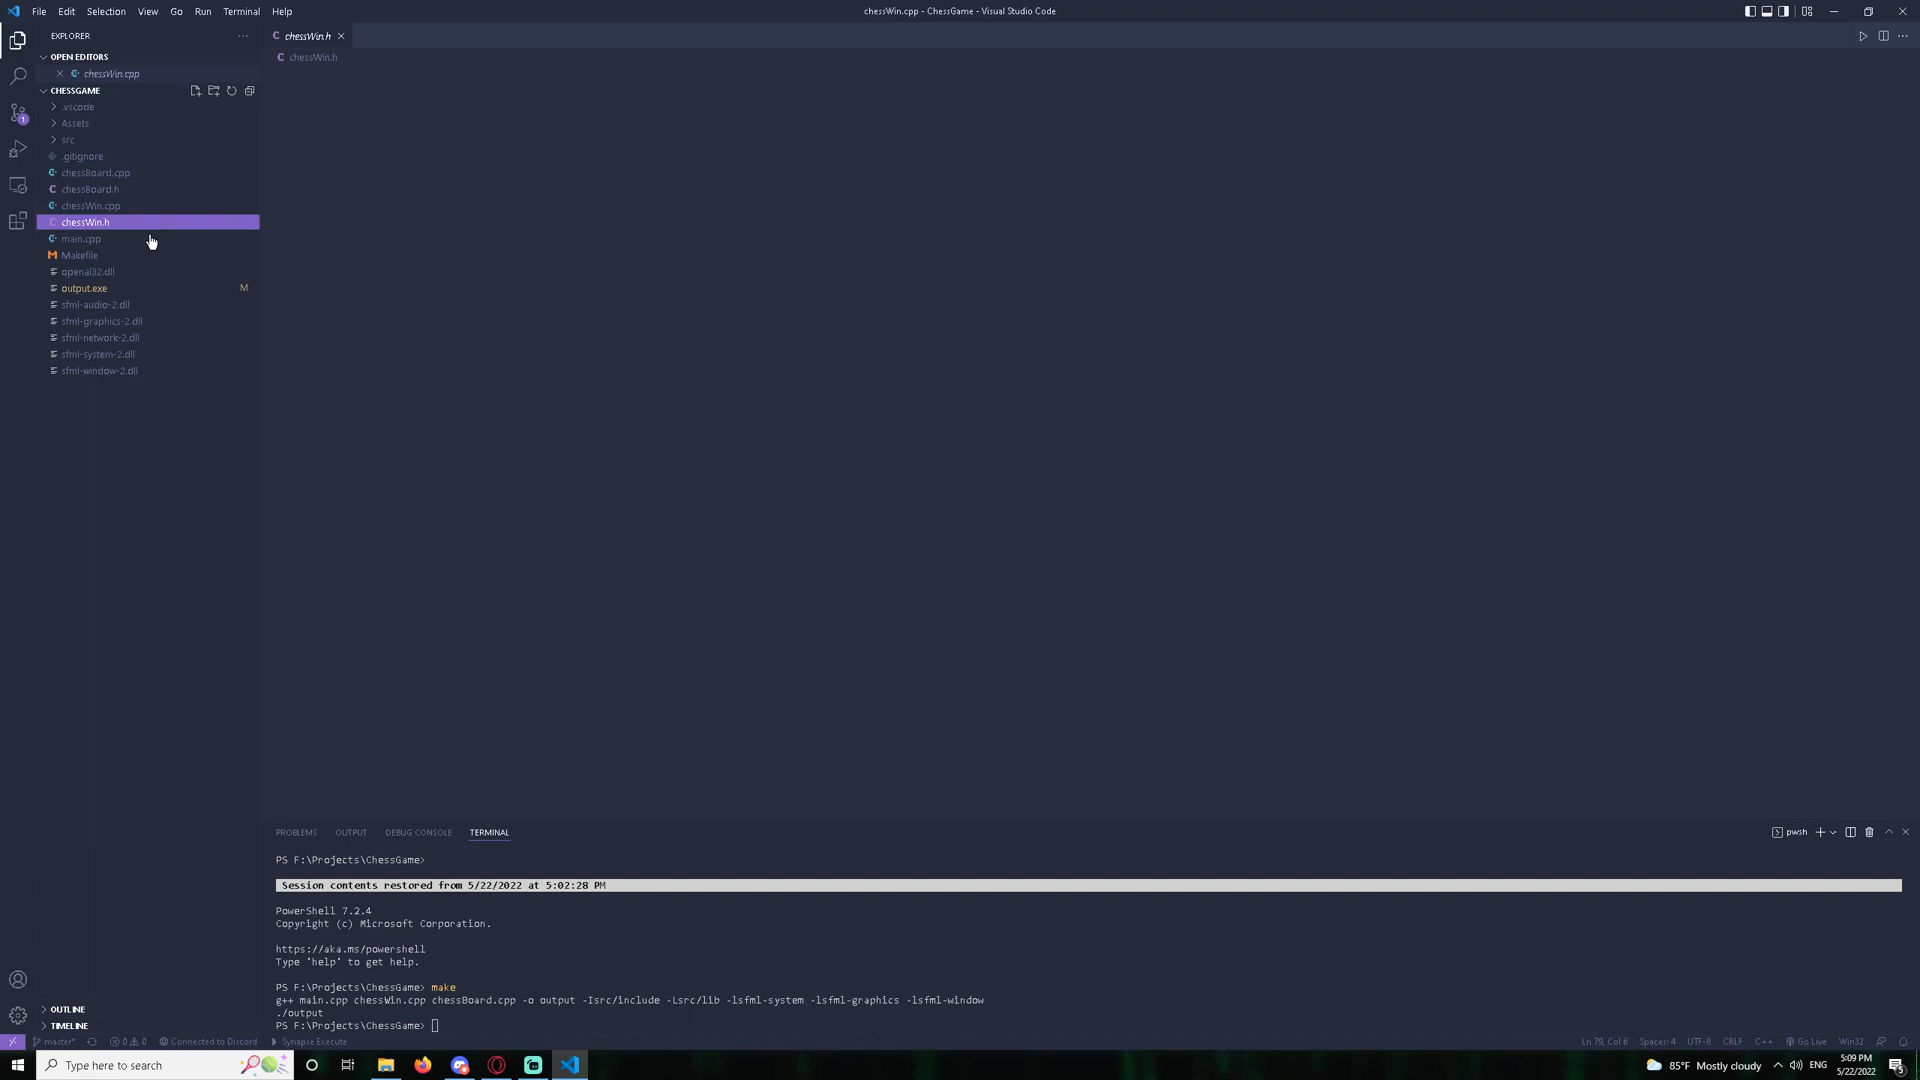 File Edit Selection View Go Run Terminal Help
chessWin.cpp - ChessGame - Visual Studio Code
EXPLORER
OPEN EDITORS
chessWin.cpp
CHESSGAME
.vscode
Assets
src
.gitignore
chessBoard.cpp
chessBoard.h
chessWin.cpp
chessWin.h
main.cpp
Makefile
openal32.dll
output.exe M
sfml-audio-2.dll
sfml-graphics-2.dll
sfml-network-2.dll
sfml-system-2.dll
sfml-window-2.dll
OUTLINE
TIMELINE
chessWin.h
chessWin.h
PROBLEMS OUTPUT DEBUG CONSOLE TERMINAL
pwsh
PS F:\Projects\ChessGame>
Session contents restored from 5/22/2022 at 5:02:28 PM
PowerShell 7.2.4
Copyright (c) Microsoft Corporation.
https://aka.ms/powershell
Type 'help' to get help.
PS F:\Projects\ChessGame> make
g++ main.cpp chessWin.cpp chessBoard.cpp -o output -Isrc/include -Lsrc/lib -lsfml-system -lsfml-graphics -lsfml-window
./output
PS F:\Projects\ChessGame>
master* 0 0 Connected to Discord Synapse Execute
Ln 79, Col 6 Spaces: 4 UTF-8 CRLF C++ Go Live Win32
Type here to search
85°F Mostly cloudy ENG
5:09 PM
5/22/2022